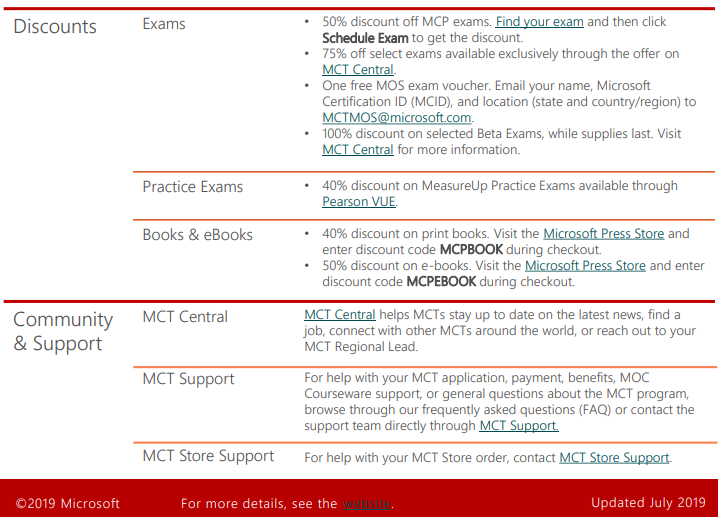 Discounts
Exams
• 50% discount off MCP exams. Find your exam and then click
Schedule Exam to get the discount.
• 75% off select exams available exclusively through the offer on
MCT Central.
• One free MOS exam voucher. Email your name, Microsoft
Certification ID (MCID), and location (state and country/region) to
MCTMOS@microsoft.com.
• 100% discount on selected Beta Exams, while supplies last. Visit
MCT Central for more information.
Practice Exams
• 40% discount on MeasureUp Practice Exams available through
Pearson VUE.
Books & eBooks
• 40% discount on print books. Visit the Microsoft Press Store and
enter discount code MCPBOOK during checkout.
• 50% discount on e-books. Visit the Microsoft Press Store and enter
discount code MCPEBOOK during checkout.
Community
& Support
MCT Central
MCT Central helps MCTs stay up to date on the latest news, find a
job, connect with other MCTs around the world, or reach out to your
MCT Regional Lead.
MCT Support
For help with your MCT application, payment, benefits, MOC
Courseware support, or general questions about the MCT program,
browse through our frequently asked questions (FAQ) or contact the
support team directly through MCT Support.
MCT Store Support
For help with your MCT Store order, contact MCT Store Support.
©2019 Microsoft
For more details, see the website.
Updated July 2019